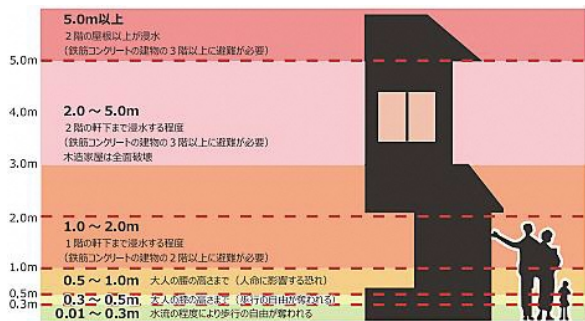 5.0m以上
2階の屋根以上が浸水
(鉄筋コンクリートの建物の3階以上に避難が必要)
5.0m
4.0m
2.0～5.0m
2階の軒下まで浸水する程度
(鉄筋コンクリートの建物の3階以上に避難が必要)
木造家屋は全面破壊
3.0m
2.0m
1.0～2.0m
1階の軒下まで浸水する程度
(鉄筋コンクリートの建物の2階以上に避難が必要)
1.0m
0.5～1.0m 大人の腰の高さまで(人命に影響する恐れ)
0.5m
0.3～0.5m 大人の膝の高さまで(歩行の自由が奪われる)
0.3m
0.01～0.3m 水流の程度により歩行の自由が奪われる